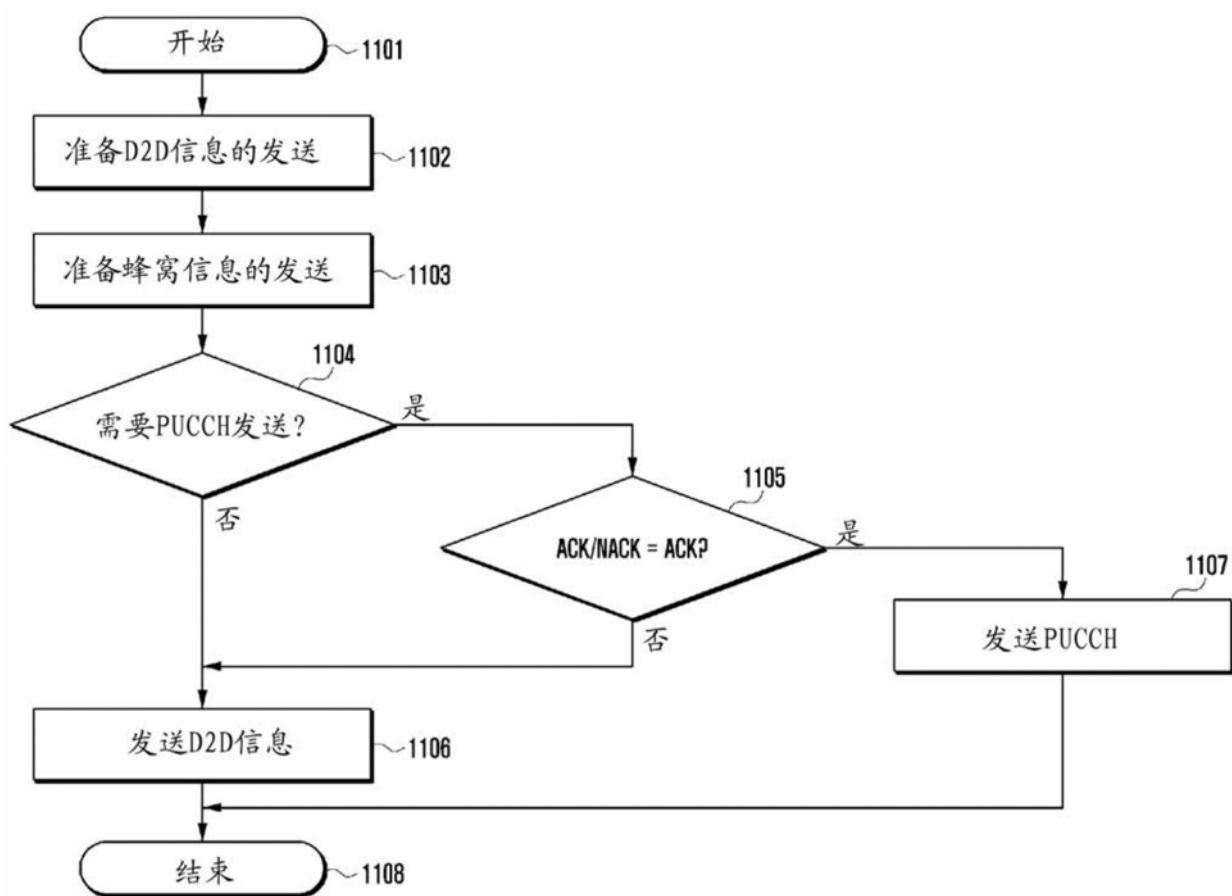 开始
1101
准备D2D信息的发送
1102
准备蜂窝信息的发送
1103
1104
需要PUCCH发送?
是
否
1105
ACK/NACK = ACK?
是
否
1107
发送PUCCH
发送D2D信息
1106
结束
1108